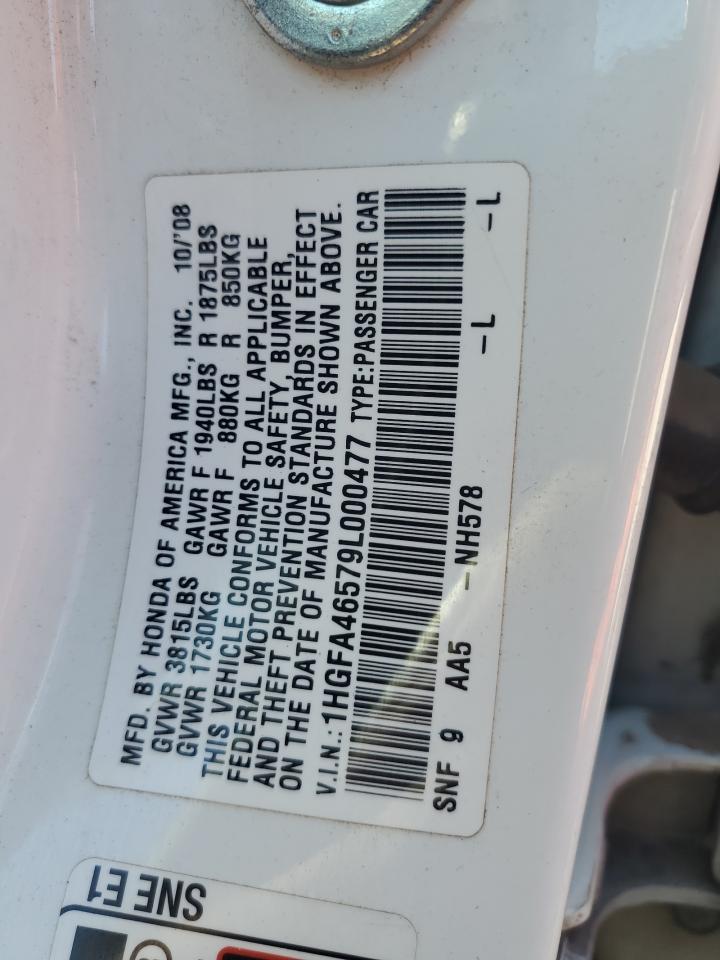 MFD. BY HONDA OF AMERICA MFG., INC. 10/'08
GVWR 3815LBS GAWR F 1940LBS R 1875LBS
GVWR 1730KG GAWR F 880KG R 850KG
THIS VEHICLE CONFORMS TO ALL APPLICABLE
FEDERAL MOTOR VEHICLE SAFETY, BUMPER,
AND THEFT PREVENTION STANDARDS IN EFFECT
ON THE DATE OF MANUFACTURE SHOWN ABOVE.
V.I.N.:1HGFA46579L000477 TYPE:PASSENGER CAR
SNF 9 AA5 -NH578 -L -L
SNE E1